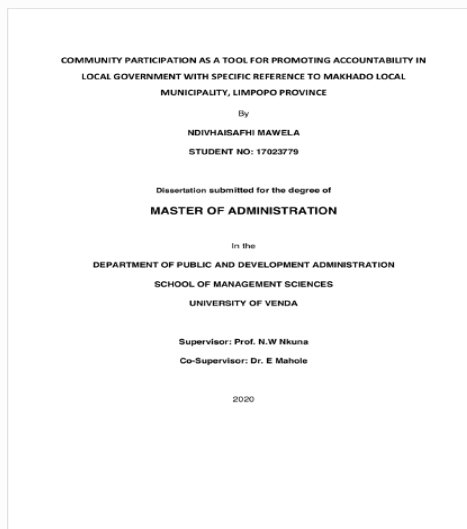 COMMUNITY PARTICIPATION AS A TOOL FOR PROMOTING ACCOUNTABILITY IN
LOCAL GOVERNMENT WITH SPECIFIC REFERENCE TO MAKHADO LOCAL
MUNICIPALITY, LIMPOPO PROVINCE
By
NDIVHAISAFHI MAWELA
STUDENT NO: 17023779
Dissertation submitted for the degree of
MASTER OF ADMINISTRATION
In the
DEPARTMENT OF PUBLIC AND DEVELOPMENT ADMINISTRATION
SCHOOL OF MANAGEMENT SCIENCES
UNIVERSITY OF VENDA
Supervisor: Prof. N.W Nkuna
Co-Supervisor: Dr. E Mahole
2020